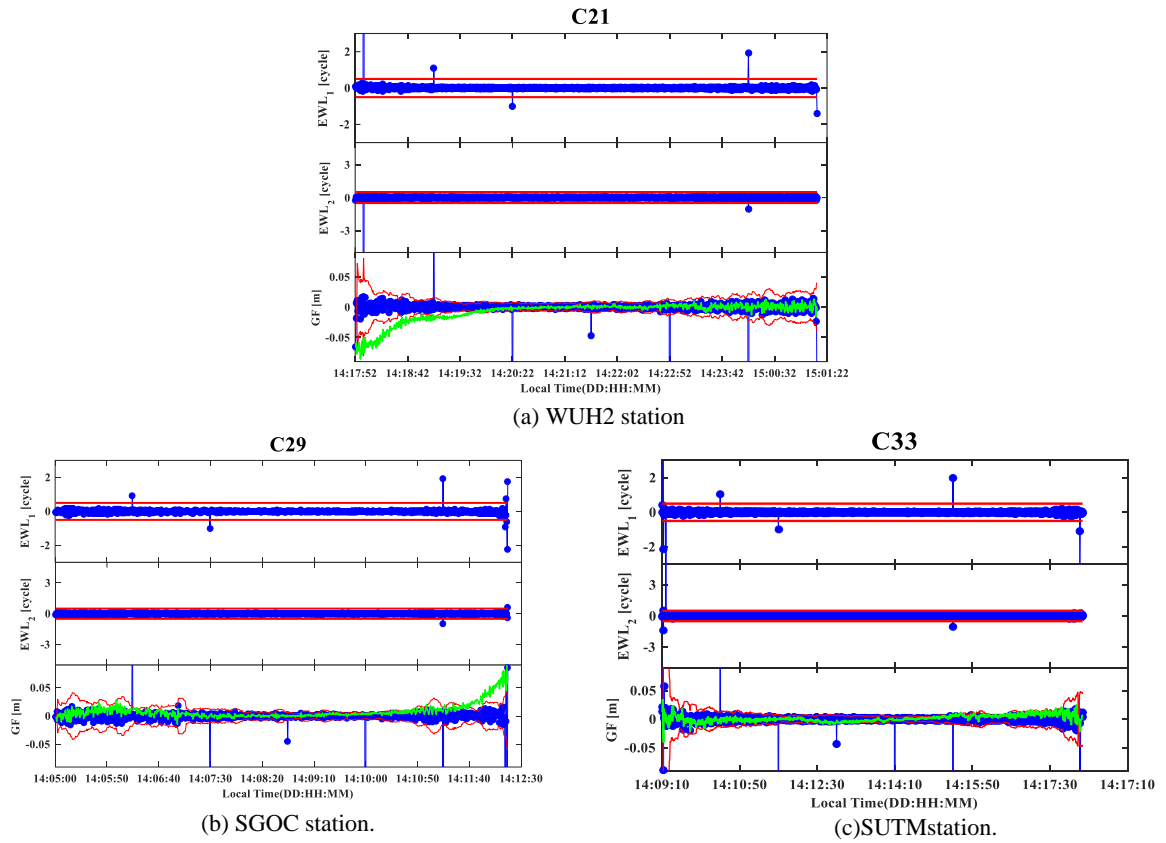 C21
EWL1 [cycle]
2
0
-2
EWL2 [cycle]
3
0
-3
GF [m]
0.05
0
-0.05
14:17:52 14:18:42 14:19:32 14:20:22 14:21:12 14:22:02 14:22:52 14:23:42 15:00:32 15:01:22
Local Time(DD:HH:MM)
(a) WUH2 station
C29
EWL1 [cycle]
2
0
-2
EWL2 [cycle]
3
0
-3
GF [m]
0.05
0
-0.05
14:05:00 14:05:50 14:06:40 14:07:30 14:08:20 14:09:10 14:10:00 14:10:50 14:11:40 14:12:30
Local Time(DD:HH:MM)
(b) SGOC station.
C33
EWL1 [cycle]
2
0
-2
EWL2 [cycle]
3
0
-3
GF [m]
0.05
0
-0.05
14:09:10 14:10:50 14:12:30 14:14:10 14:15:50 14:17:30 14:17:10
Local Time(DD:HH:MM)
(c)SUTMstation.